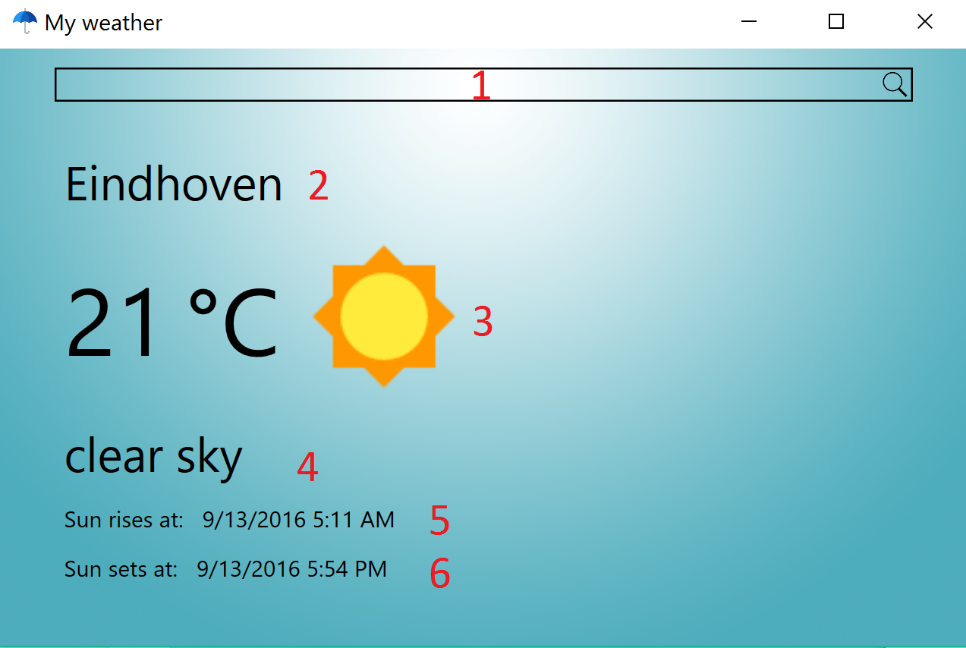 My weather
1
Eindhoven 2
21 °C 3
clear sky 4
Sun rises at: 9/13/2016 5:11 AM 5
Sun sets at: 9/13/2016 5:54 PM 6